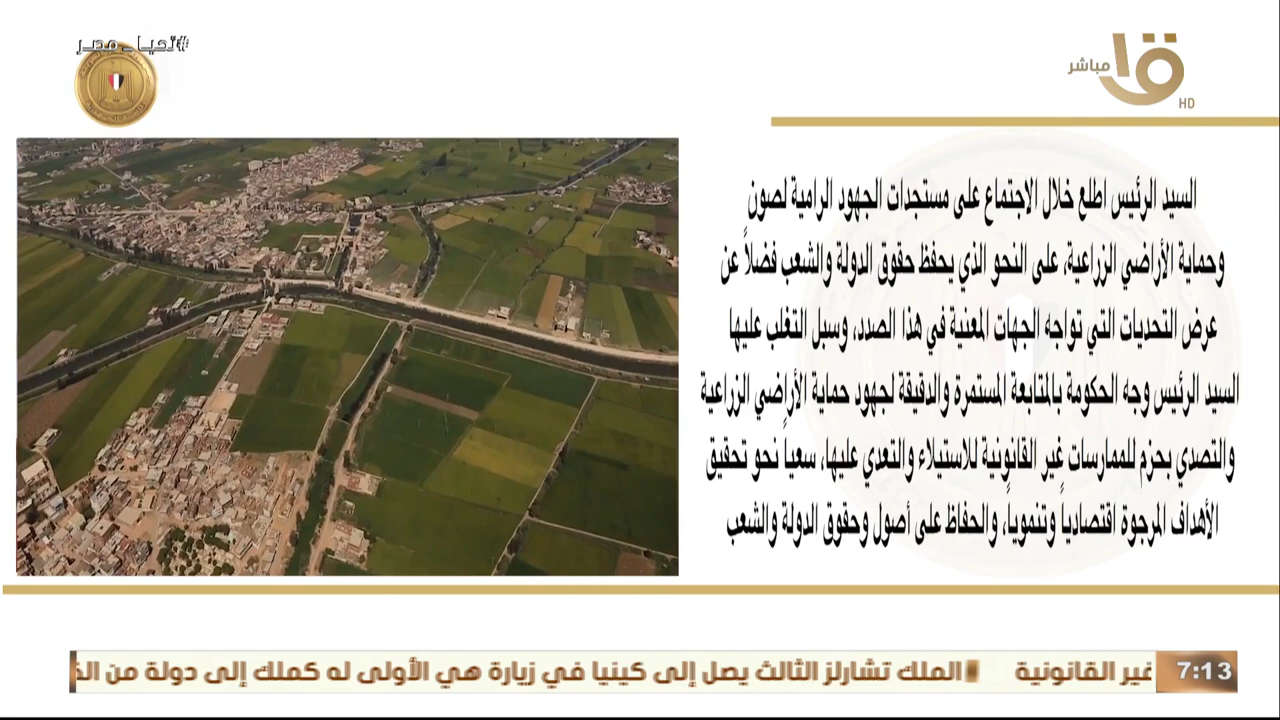 #تحيا_مصر
مباشر
HD
السيد الرئيس اطلع خلال الاجتماع على مستجدات الجهود الرامية لصون
وحماية الأراضي الزراعية، على النحو الذي يحفظ حقوق الدولة والشعب فضلاً عن
عرض التحديات التي تواجه الجهات المعنية في هذا الصدد، وسبل التغلب عليها
السيد الرئيس وجه الحكومة بالمتابعة المستمرة والدقيقة لجهود حماية الأراضي الزراعية
والتصدي بحزم للممارسات غير القانونية للاستيلاء والتعدي عليها، سعياً نحو تحقيق
الأهداف المرجوة اقتصادياً وتنموياً، والحفاظ على أصول وحقوق الدولة والشعب
7:13
غير القانونية
الملك تشارلز الثالث يصل إلى كينيا في زيارة هي الأولى له كملك إلى دولة من